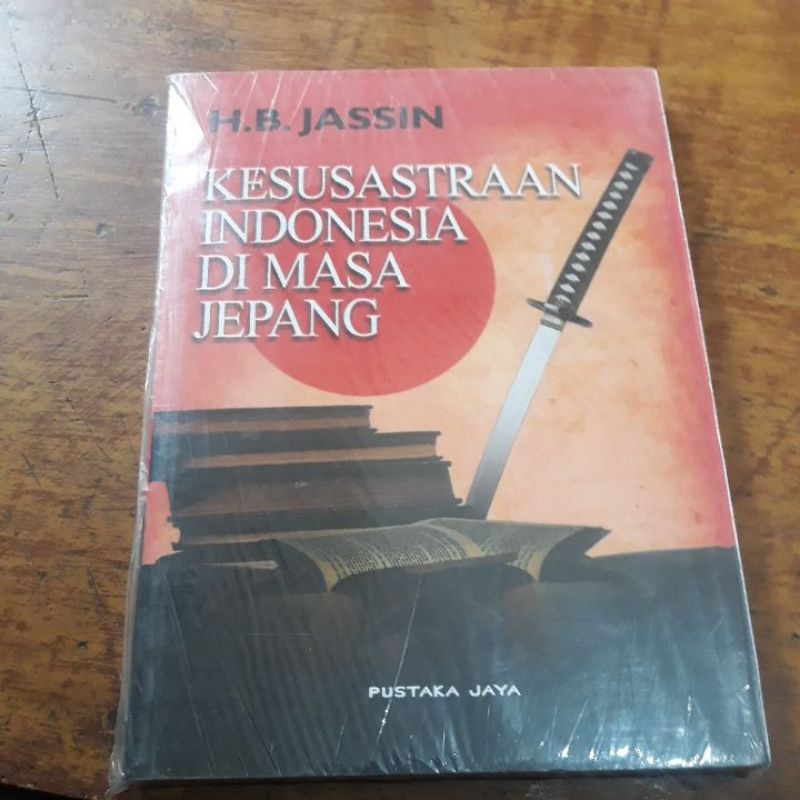 H.B. JASSIN
KESUSASTRAAN
INDONESIA
DI MASA
JEPANG
PUSTAKA JAYA